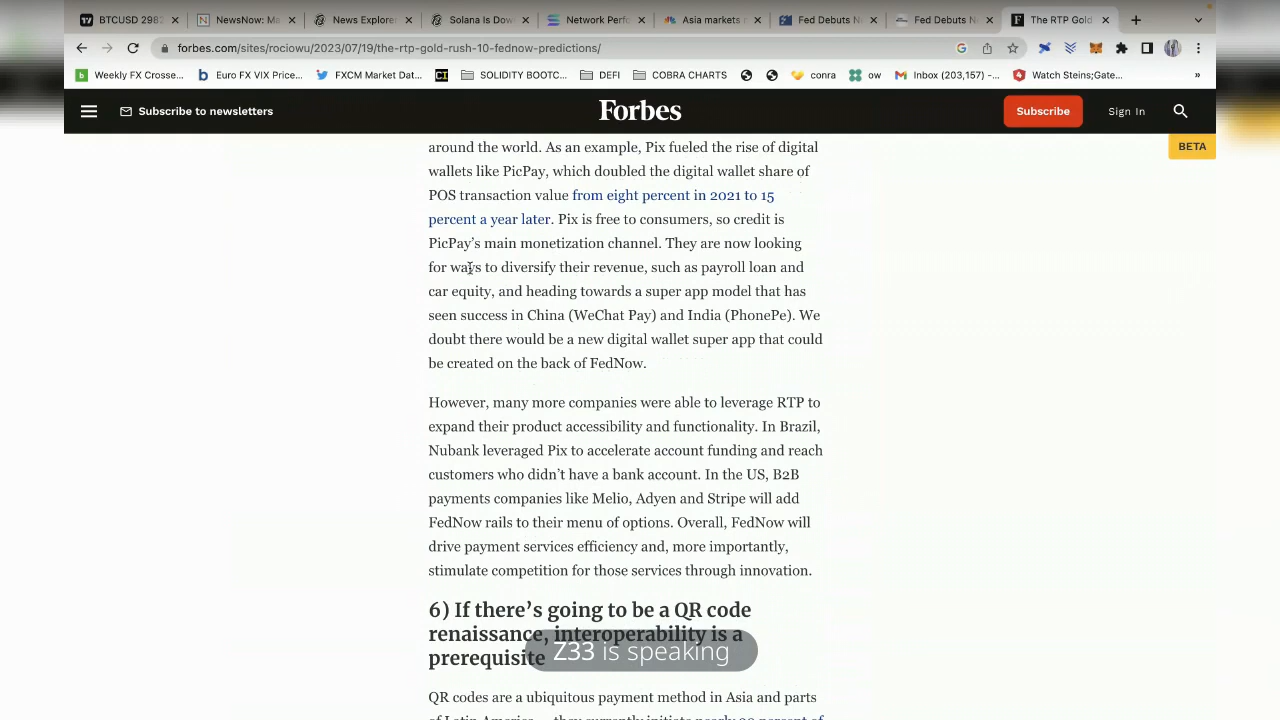 BTCUSD 2982
NewsNow: Mo
News Explorer
Solana Is Dow
Network Perfo
Asia markets r
Fed Debuts N
Fed Debuts N
The RTP Gold
forbes.com/sites/rociowu/2023/07/19/the-rtp-gold-rush-10-fednow-predictions/
Weekly FX Crosse...
Euro FX VIX Price...
FXCM Market Dat...
SOLIDITY BOOTC...
DEFI
COBRA CHARTS
conra
ow
Inbox (203,157) -...
Watch Steins;Gate...
»
Subscribe to newsletters
Forbes
Subscribe
Sign In
BETA
around the world. As an example, Pix fueled the rise of digital
wallets like PicPay, which doubled the digital wallet share of
POS transaction value from eight percent in 2021 to 15
percent a year later. Pix is free to consumers, so credit is
PicPay's main monetization channel. They are now looking
for ways to diversify their revenue, such as payroll loan and
car equity, and heading towards a super app model that has
seen success in China (WeChat Pay) and India (PhonePe). We
doubt there would be a new digital wallet super app that could
be created on the back of FedNow.
However, many more companies were able to leverage RTP to
expand their product accessibility and functionality. In Brazil,
Nubank leveraged Pix to accelerate account funding and reach
customers who didn't have a bank account. In the US, B2B
payments companies like Melio, Adyen and Stripe will add
FedNow rails to their menu of options. Overall, FedNow will
drive payment services efficiency and, more importantly,
stimulate competition for those services through innovation.
6) If there's going to be a QR code
renaissance, interoperability is a
prerequisite
Z33 is speaking
QR codes are a ubiquitous payment method in Asia and parts
of Latin America — they currently initiate nearly 90 percent of